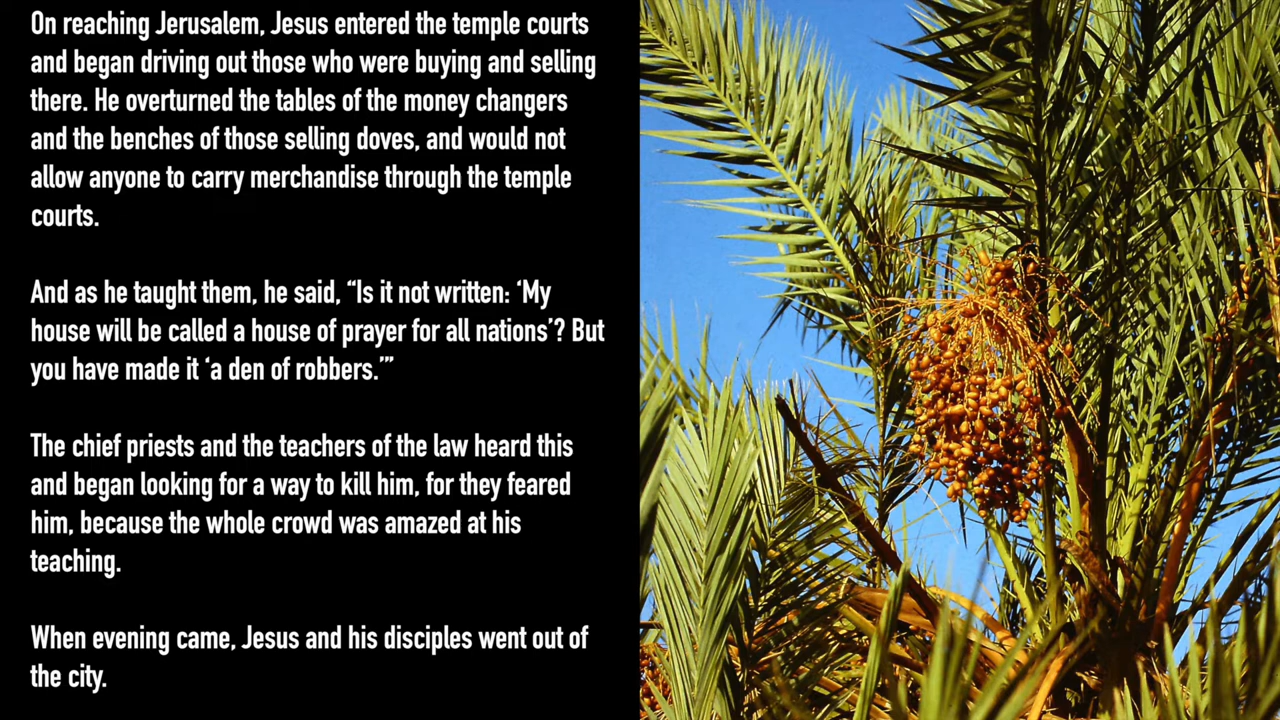 On reaching Jerusalem, Jesus entered the temple courts
and began driving out those who were buying and selling
there. He overturned the tables of the money changers
and the benches of those selling doves, and would not
allow anyone to carry merchandise through the temple
courts.
And as he taught them, he said, “Is it not written: ‘My
house will be called a house of prayer for all nations’? But
you have made it ‘a den of robbers.’”
The chief priests and the teachers of the law heard this
and began looking for a way to kill him, for they feared
him, because the whole crowd was amazed at his
teaching.
When evening came, Jesus and his disciples went out of
the city.